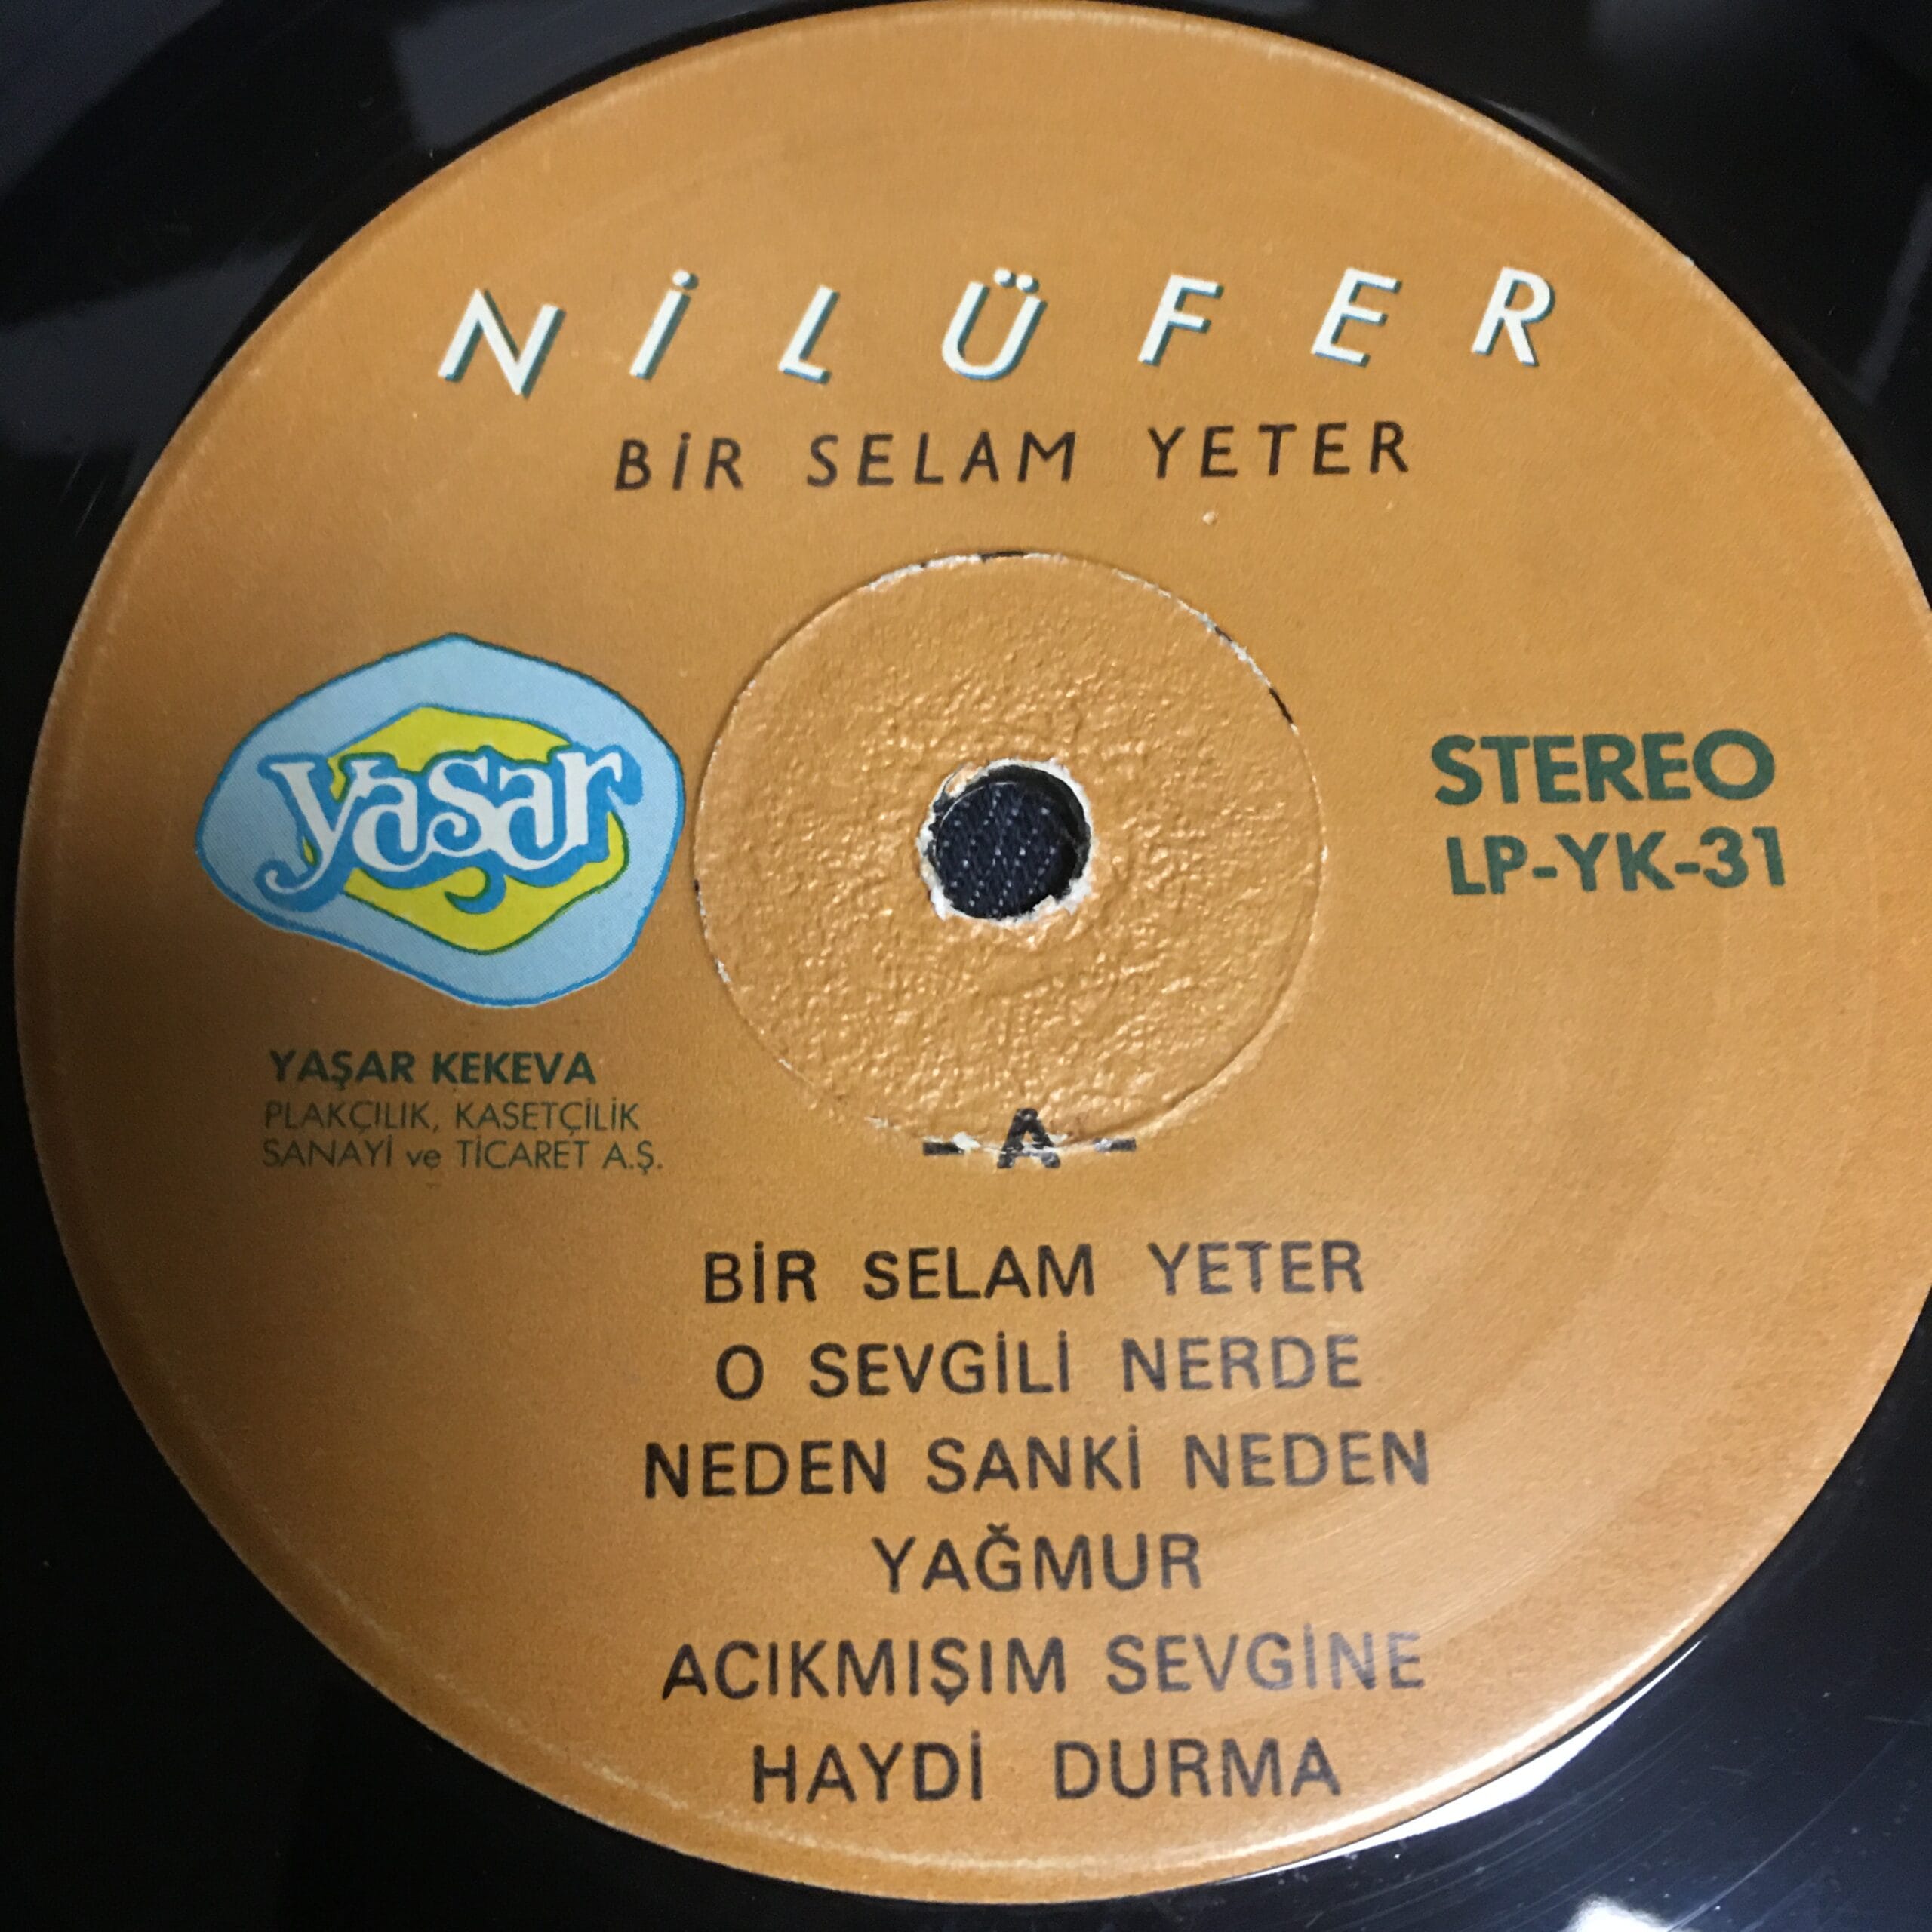 NİLÜFER
BİR SELAM YETER
yaşar
STEREO
LP-YK-31
YAŞAR KEKEVA
PLAKÇILIK, KASETÇİLİK
SANAYİ ve TİCARET A.Ş.
- A -
BİR SELAM YETER
O SEVGİLİ NERDE
NEDEN SANKİ NEDEN
YAĞMUR
ACIKMIŞIM SEVGİNE
HAYDİ DURMA